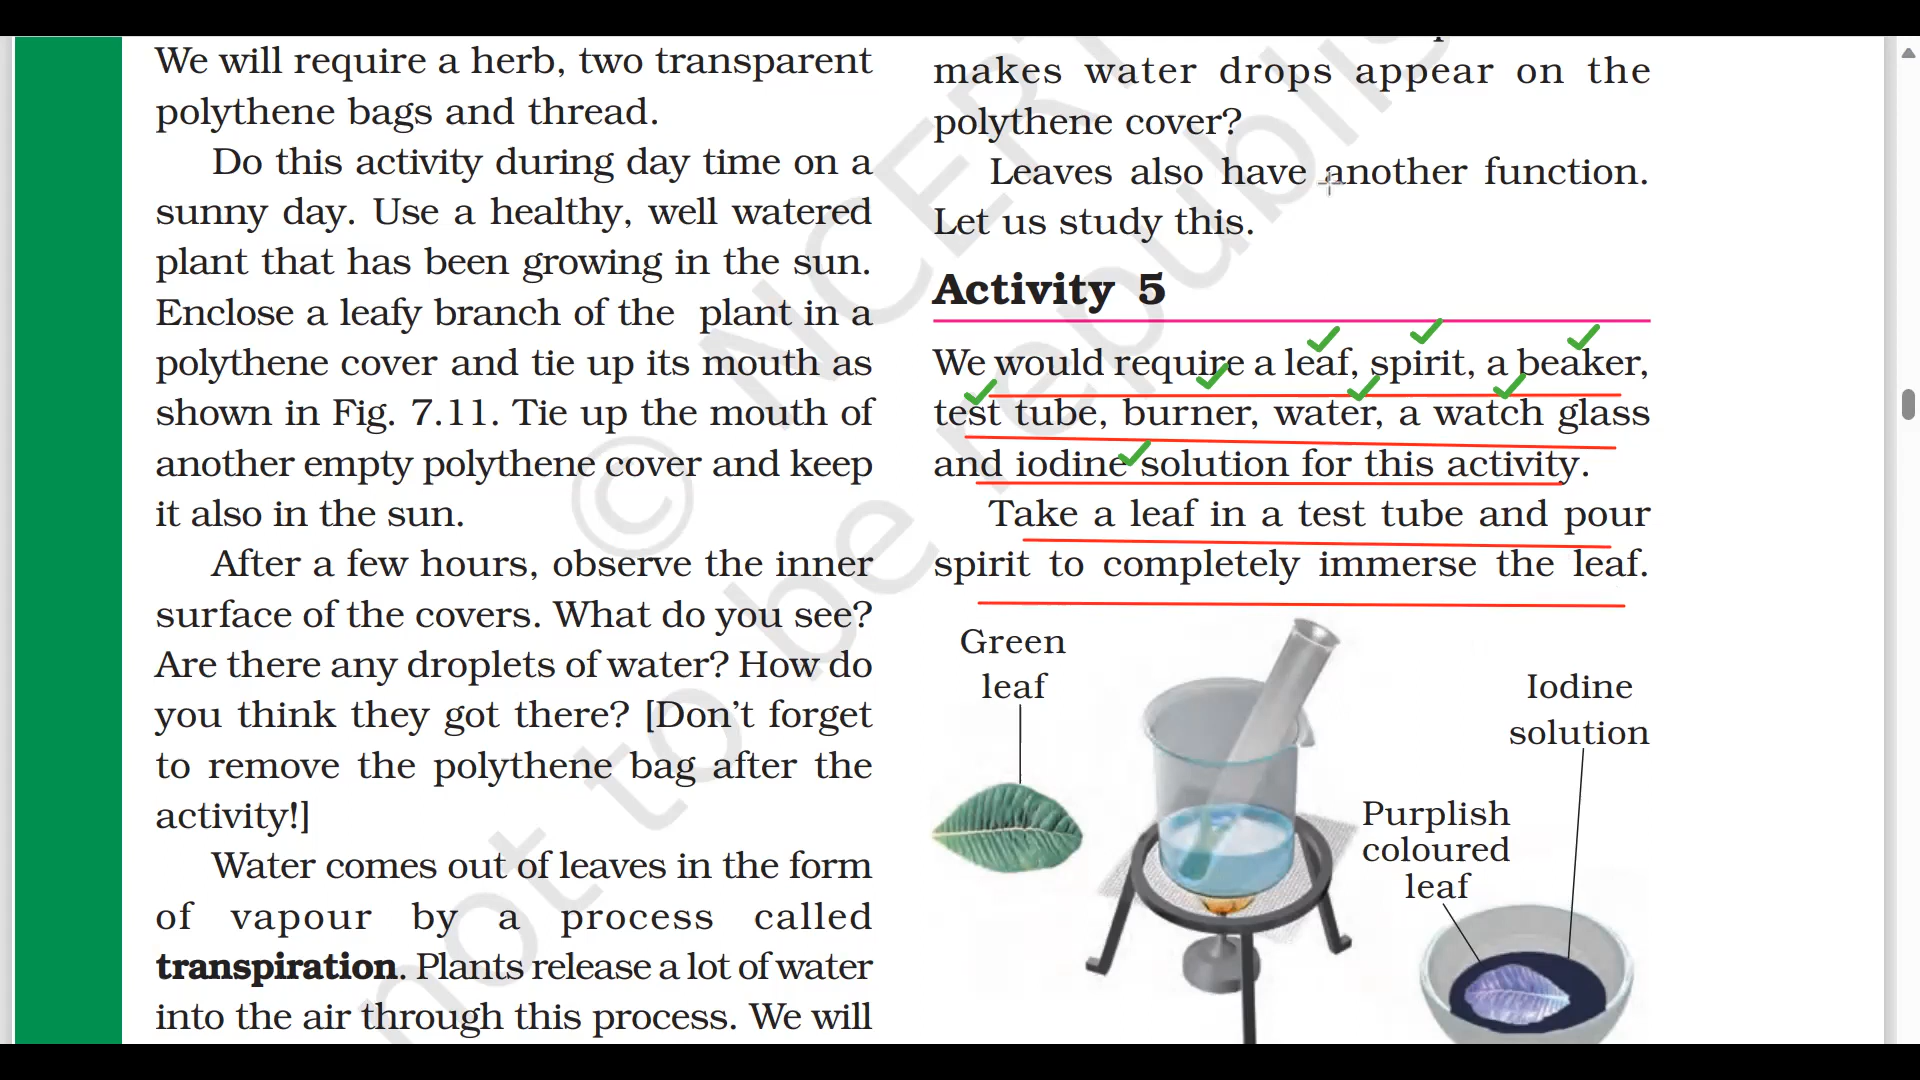 We will require a herb, two transparent
polythene bags and thread.
Do this activity during day time on a
sunny day. Use a healthy, well watered
plant that has been growing in the sun.
Enclose a leafy branch of the plant in a
polythene cover and tie up its mouth as
shown in Fig. 7.11. Tie up the mouth of
another empty polythene cover and keep
it also in the sun.
After a few hours, observe the inner
surface of the covers. What do you see?
Are there any droplets of water? How do
you think they got there? [Don't forget
to remove the polythene bag after the
activity!]
Water comes out of leaves in the form
of vapour by a process called
transpiration. Plants release a lot of water
into the air through this process. We will
makes water drops appear on the
polythene cover?
Leaves also have another function.
Let us study this.
Activity 5
We would require a leaf, spirit, a beaker,
test tube, burner, water, a watch glass
and iodine solution for this activity.
Take a leaf in a test tube and pour
spirit to completely immerse the leaf.
Green
leaf
Iodine
solution
Purplish
coloured
leaf
© NCERT
not to be republis